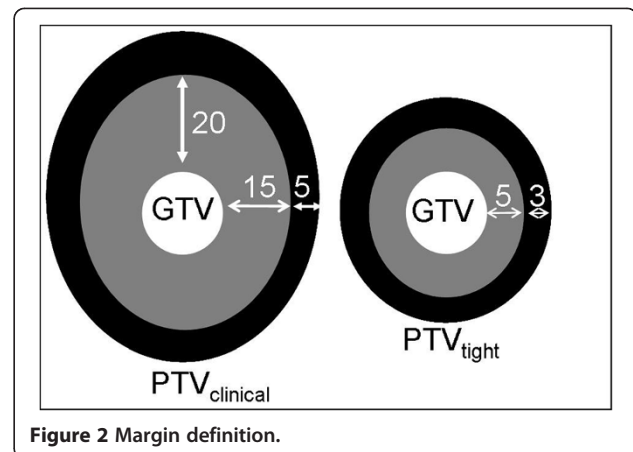 20
15
5
GTV
PTVclinical
5
3
GTV
PTVtight
Figure 2 Margin definition.